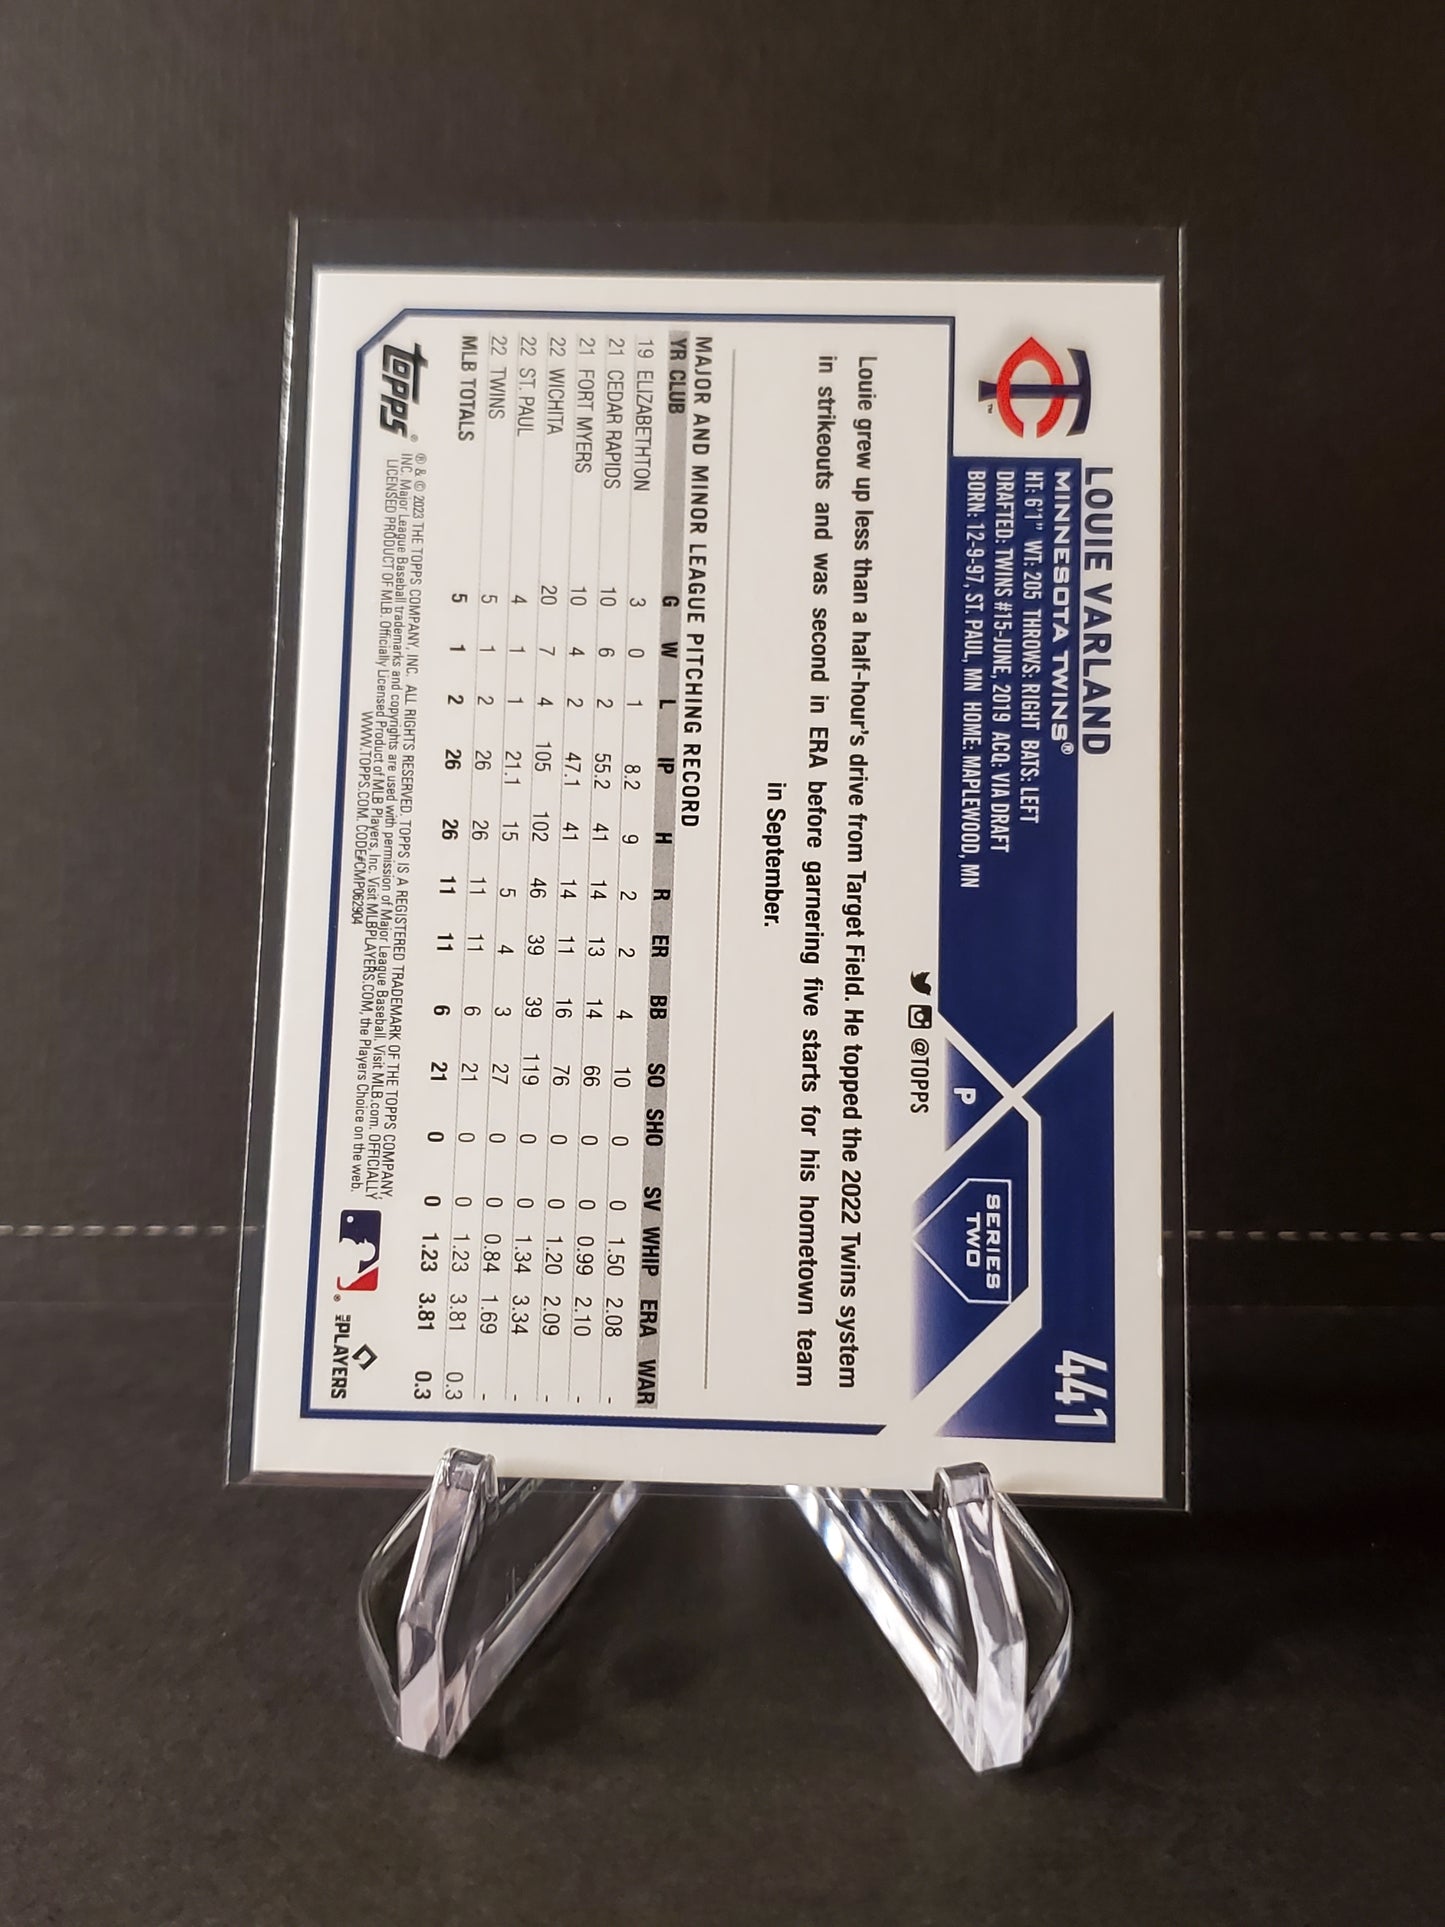 LOUIE VARLAND
441
MINNESOTA TWINS®
HT: 6'1" WT: 205 THROWS: RIGHT BATS: LEFT
DRAFTED: TWINS #15-JUNE, 2019 ACQ: VIA DRAFT
BORN: 12-9-97, ST. PAUL, MN HOME: MAPLEWOOD, MN
TC™
P
SERIES
TWO
@TOPPS
Louie grew up less than a half-hour's drive from Target Field. He topped the 2022 Twins system
in strikeouts and was second in ERA before garnering five starts for his hometown team
in September.
MAJOR AND MINOR LEAGUE PITCHING RECORD
YR CLUB G W L IP H R ER BB SO SHO SV WHIP ERA WAR
19 ELIZABETHTON 3 0 1 8.2 9 2 2 4 10 0 0 1.50 2.08 -
21 CEDAR RAPIDS 10 6 2 55.2 41 14 13 14 66 0 0 0.99 2.10 -
21 FORT MYERS 10 4 2 47.1 41 14 11 16 76 0 0 1.20 2.09 -
22 WICHITA 20 7 4 105 102 46 39 39 119 0 0 1.34 3.34 -
22 ST. PAUL 4 1 1 21.1 15 5 4 3 27 0 0 0.84 1.69 -
22 TWINS 5 1 2 26 26 11 11 6 21 0 0 1.23 3.81 0.3
MLB TOTALS 5 1 2 26 26 11 11 6 21 0 0 1.23 3.81 0.3
topps®
® & © 2023 THE TOPPS COMPANY, INC. ALL RIGHTS RESERVED. TOPPS IS A REGISTERED TRADEMARK OF THE TOPPS COMPANY,
INC. Major League Baseball trademarks and copyrights are used with permission of Major League Baseball. Visit MLB.com. OFFICIALLY
LICENSED PRODUCT OF MLB. Officially Licensed Product of MLB Players, Inc. Visit MLBPLAYERS.COM, the Players Choice on the web.
WWW.TOPPS.COM. CODE#CMP062904
®
THE PLAYERS